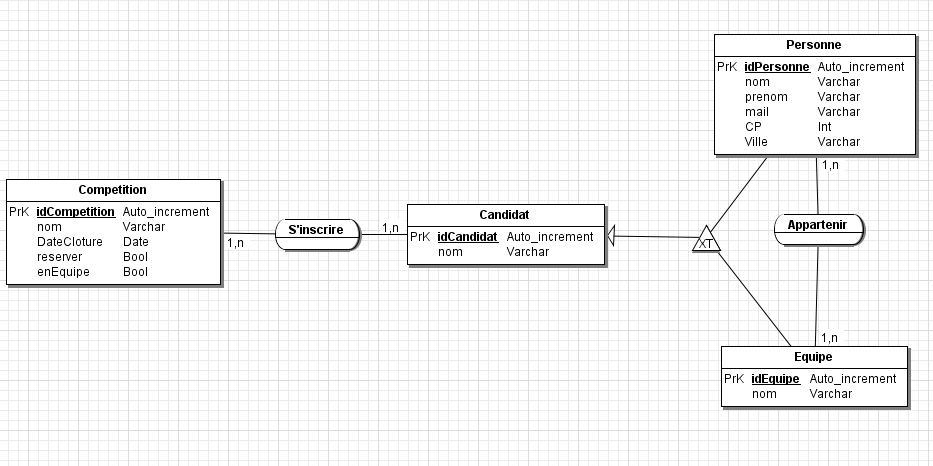 Personne
PrK idPersonne Auto_increment
nom Varchar
prenom Varchar
mail Varchar
CP Int
Ville Varchar
1,n
Competition
PrK idCompetition Auto_increment
nom Varchar
DateCloture Date
reserver Bool
enEquipe Bool
1,n
S'inscrire
1,n
Candidat
PrK idCandidat Auto_increment
nom Varchar
XT
Appartenir
1,n
Equipe
PrK idEquipe Auto_increment
nom Varchar